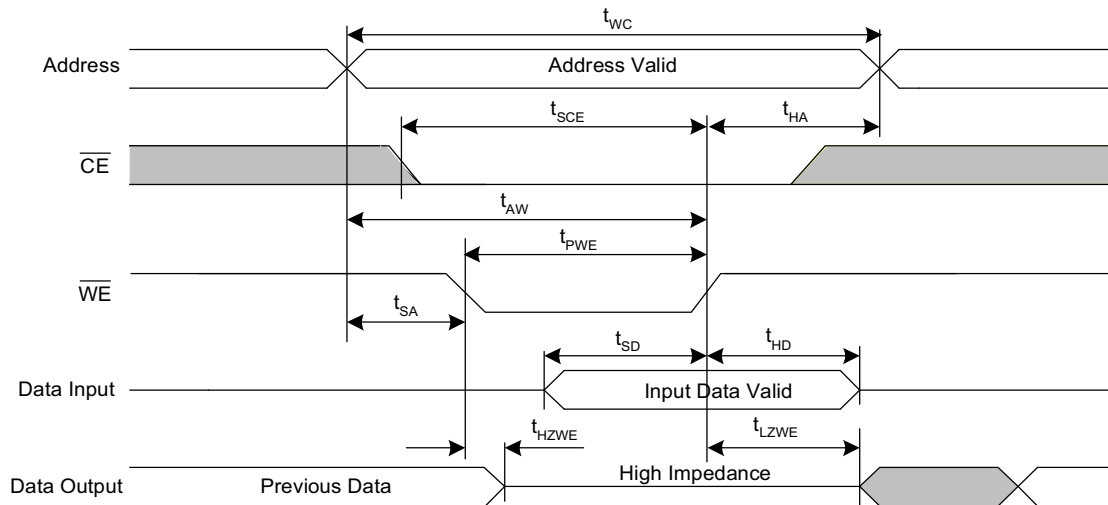 tWC
Address
Address Valid
tSCE
tHA
CE
tAW
tPWE
WE
tSA
tSD
tHD
Data Input
Input Data Valid
tHZWE
tLZWE
Data Output
Previous Data
High Impedance